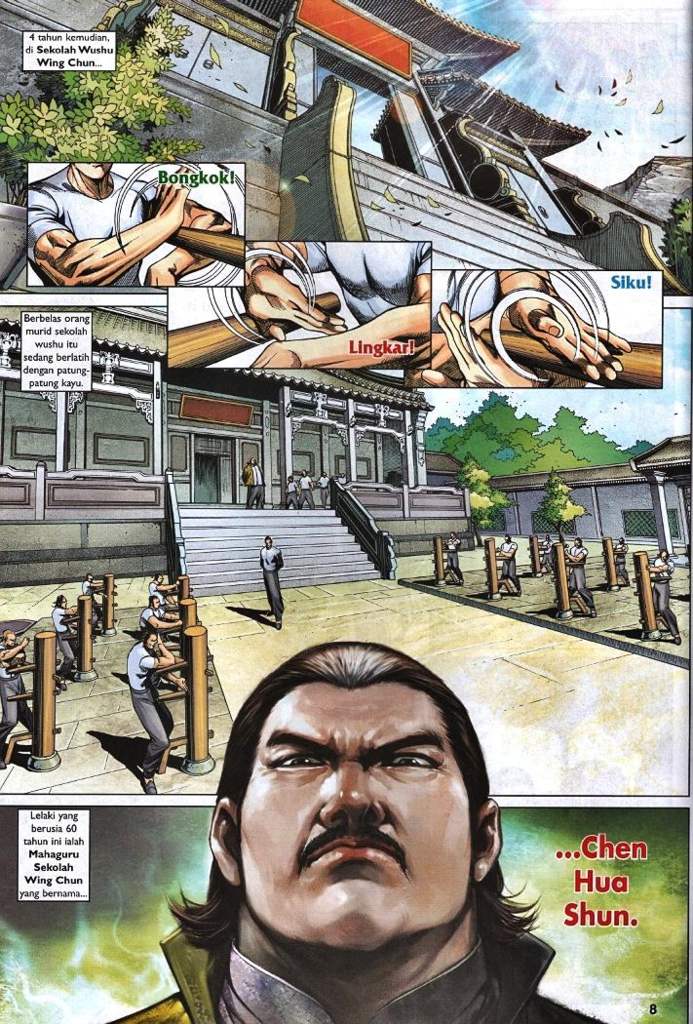 4 tahun kemudian,
di Sekolah Wushu
Wing Chun...
Bongkok!
Lingkar!
Siku!
Berbelas orang
murid sekolah
wushu itu
sedang berlatih
dengan patung-
patung kayu.
Lelaki yang
berusia 60
tahun ini ialah
Mahaguru
Sekolah
Wing Chun
yang bernama...
...Chen
Hua
Shun.
8